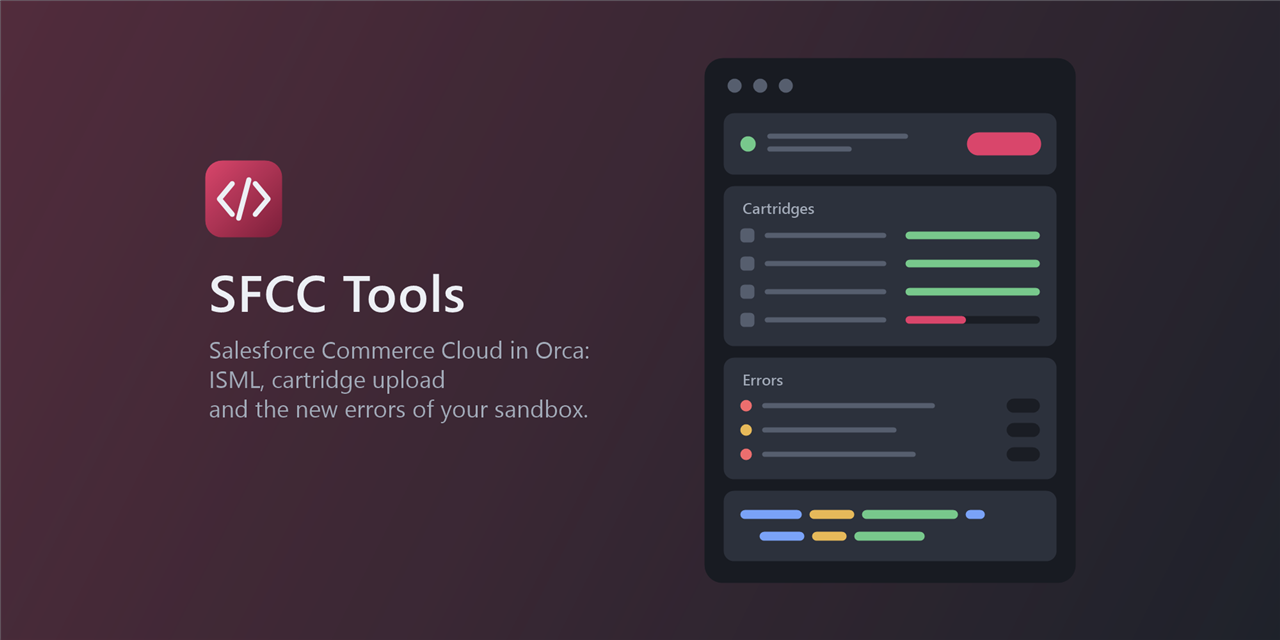 SFCC Tools
Salesforce Commerce Cloud in Orca:
ISML, cartridge upload
and the new errors of your sandbox.
Cartridges
Errors